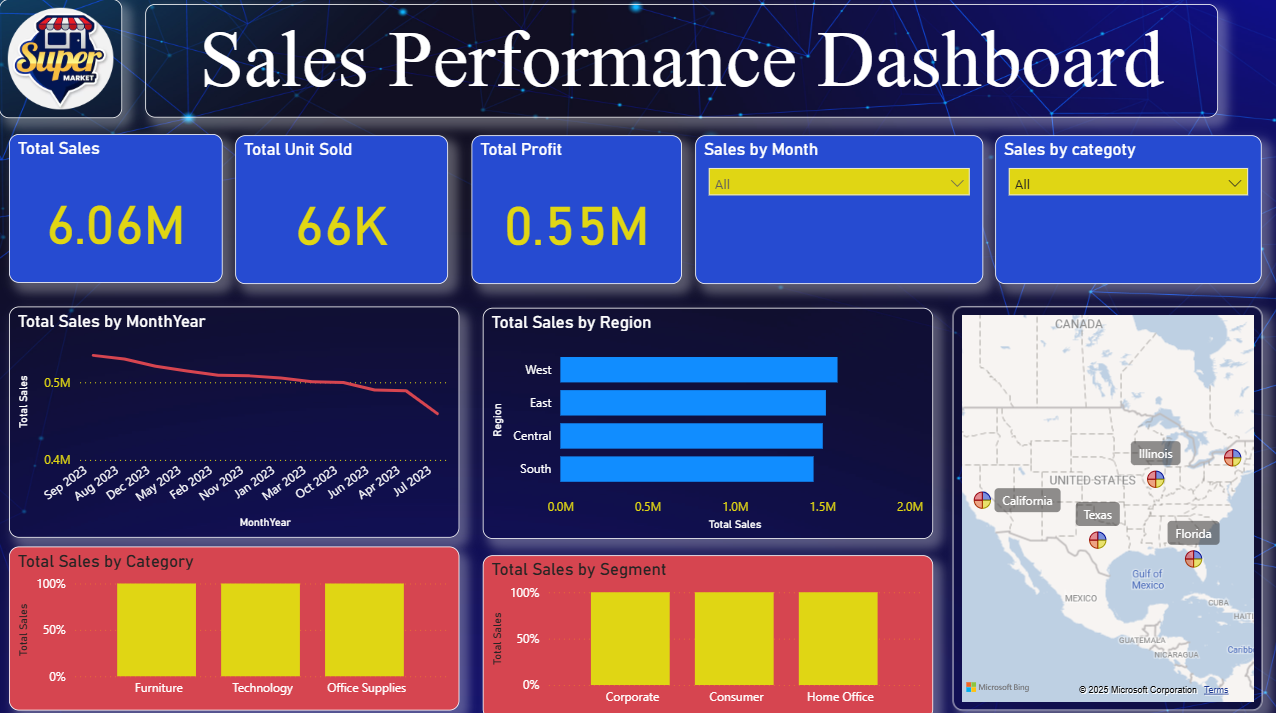 Super
MARKET
Sales Performance Dashboard
Total Sales
6.06M
Total Unit Sold
66K
Total Profit
0.55M
Sales by Month
All
Sales by categoty
All
Total Sales by MonthYear
Total Sales
0.5M
0.4M
Sep 2023
Aug 2023
Dec 2023
May 2023
Feb 2023
Nov 2023
Jan 2023
Mar 2023
Oct 2023
Jun 2023
Apr 2023
Jul 2023
MonthYear
Total Sales by Region
Region
West
East
Central
South
0.0M
0.5M
1.0M
1.5M
2.0M
Total Sales
CANADA
Illinois
UNITED STATES
California
Texas
Florida
Gulf of
Mexico
MEXICO
CUBA
HAITI
GUATEMALA
NICARAGUA
Caribb
Microsoft Bing
© 2025 Microsoft Corporation Terms
Total Sales by Category
Total Sales
100%
50%
0%
Furniture
Technology
Office Supplies
Total Sales by Segment
Total Sales
100%
50%
0%
Corporate
Consumer
Home Office